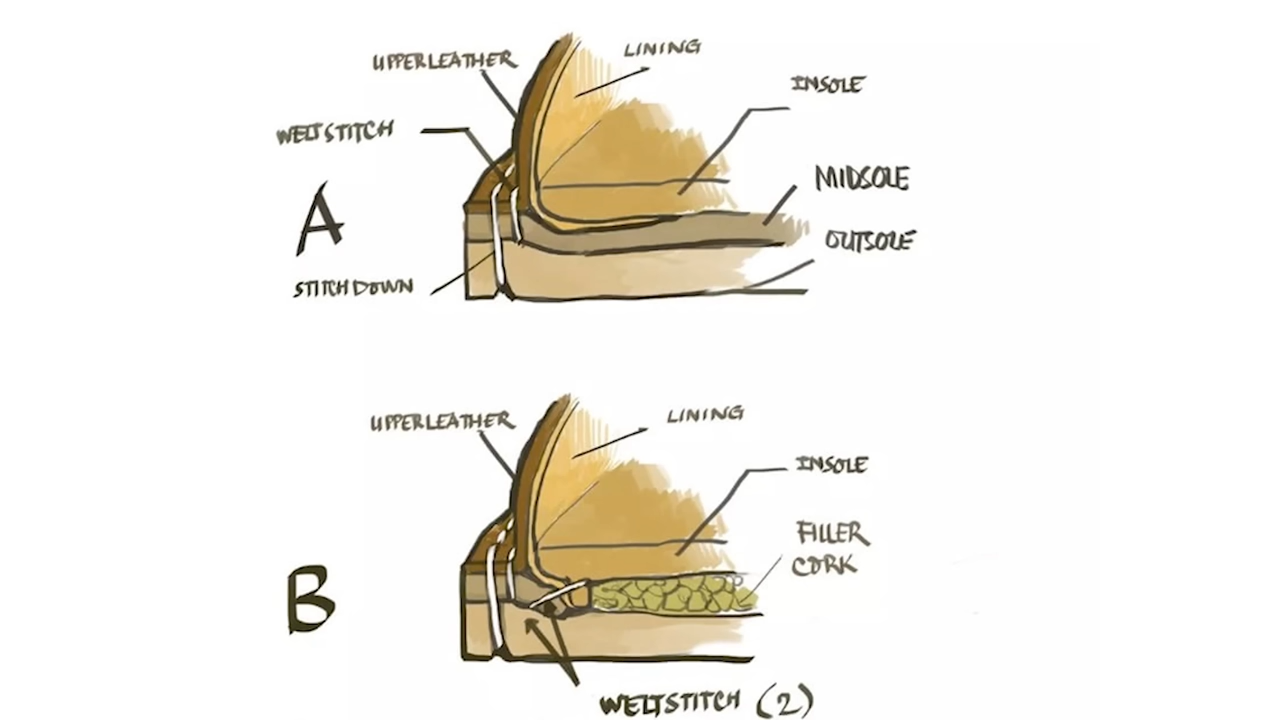 UPPERLEATHER
LINING
INSOLE
WELTSTITCH
MIDSOLE
A
OUTSOLE
STITCHDOWN
UPPERLEATHER
LINING
INSOLE
FILLER
CORK
B
WELTSTITCH (2)